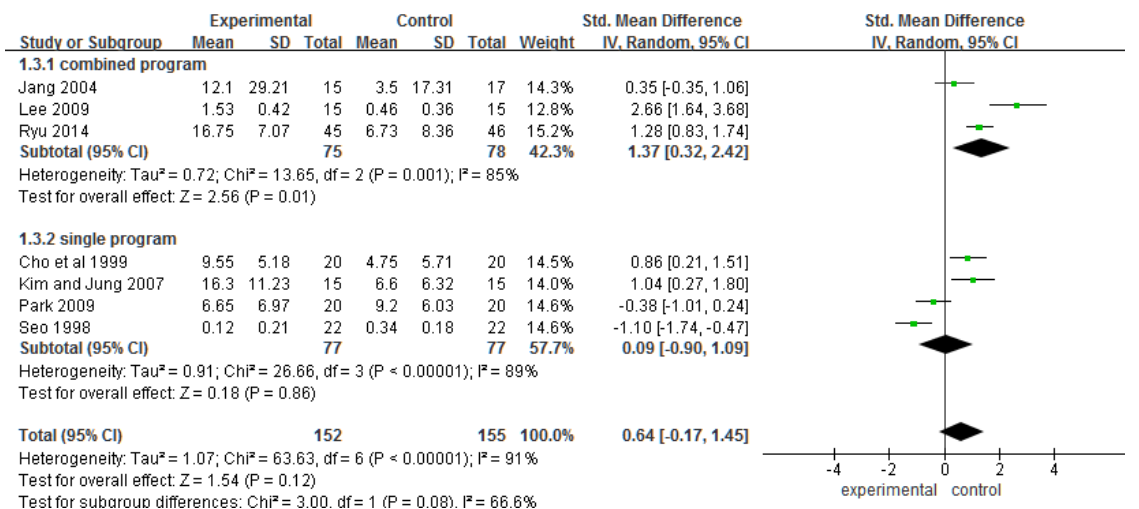 Experimental Control Std. Mean Difference Std. Mean Difference
Study or Subgroup Mean SD Total Mean SD Total Weight IV, Random, 95% CI IV, Random, 95% CI
1.3.1 combined program
Jang 2004 12.1 29.21 15 3.5 17.31 17 14.3% 0.35 [-0.35, 1.06]
Lee 2009 1.53 0.42 15 0.46 0.36 15 12.8% 2.66 [1.64, 3.68]
Ryu 2014 16.75 7.07 45 6.73 8.36 46 15.2% 1.28 [0.83, 1.74]
Subtotal (95% CI) 75 78 42.3% 1.37 [0.32, 2.42]
Heterogeneity: Tau² = 0.72; Chi² = 13.65, df = 2 (P = 0.001); I² = 85%
Test for overall effect: Z = 2.56 (P = 0.01)
1.3.2 single program
Cho et al 1999 9.55 5.18 20 4.75 5.71 20 14.5% 0.86 [0.21, 1.51]
Kim and Jung 2007 16.3 11.23 15 6.6 6.32 15 14.0% 1.04 [0.27, 1.80]
Park 2009 6.65 6.97 20 9.2 6.03 20 14.6% -0.38 [-1.01, 0.24]
Seo 1998 0.12 0.21 22 0.34 0.18 22 14.6% -1.10 [-1.74, -0.47]
Subtotal (95% CI) 77 77 57.7% 0.09 [-0.90, 1.09]
Heterogeneity: Tau² = 0.91; Chi² = 26.66, df = 3 (P < 0.00001); I² = 89%
Test for overall effect: Z = 0.18 (P = 0.86)
Total (95% CI) 152 155 100.0% 0.64 [-0.17, 1.45]
Heterogeneity: Tau² = 1.07; Chi² = 63.63, df = 6 (P < 0.00001); I² = 91%
Test for overall effect: Z = 1.54 (P = 0.12)
Test for subgroup differences: Chi² = 3.00, df = 1 (P = 0.08), I² = 66.6%
-4 -2 0 2 4
experimental control